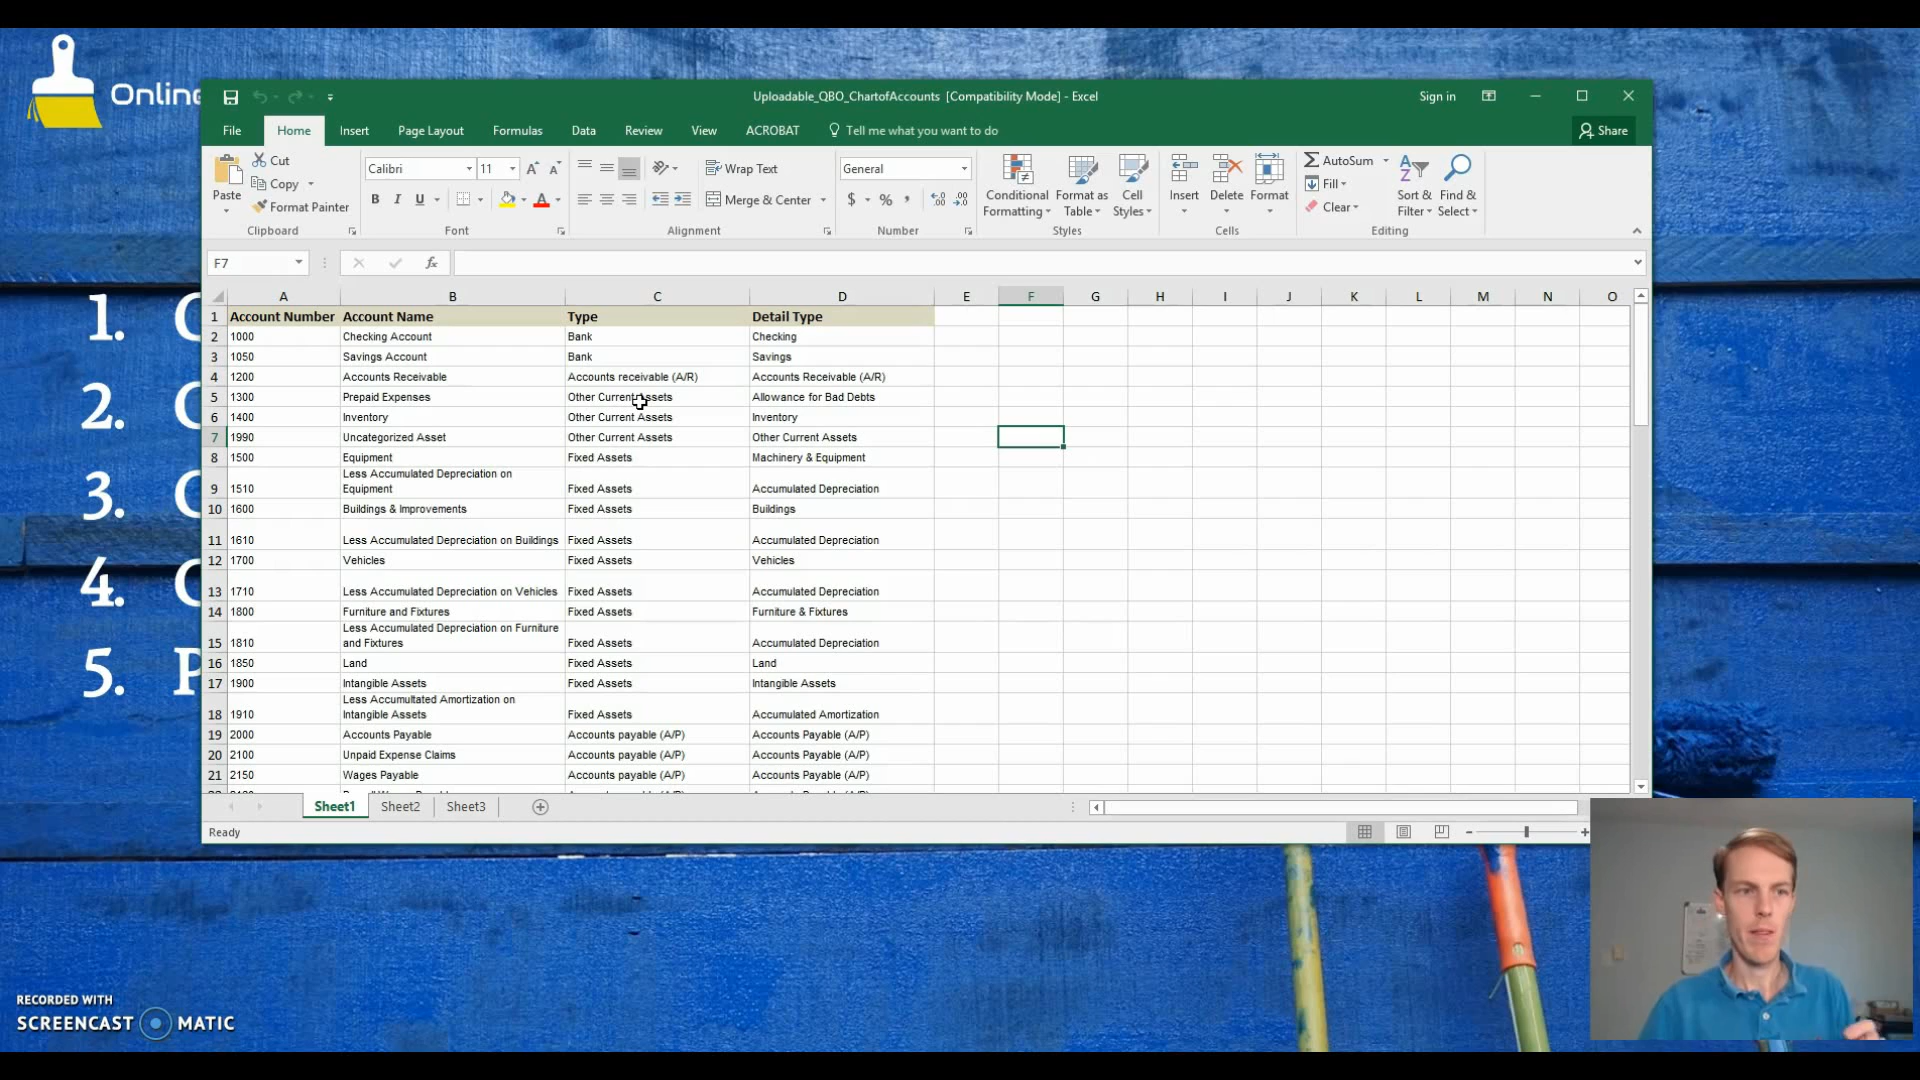 Online
1. C
2. C
3. C
4. C
5. P
Uploadable_QBO_ChartofAccounts [Compatibility Mode] - Excel
Sign in
File Home Insert Page Layout Formulas Data Review View ACROBAT Tell me what you want to do Share
Paste
Cut
Copy
Format Painter
Clipboard
Calibri 11
B I U
Font
Wrap Text
Merge & Center
Alignment
General
$ % ,
Number
Conditional Formatting
Format as Table
Cell Styles
Styles
Insert Delete Format
Cells
AutoSum
Fill
Clear
Sort & Filter
Find & Select
Editing
F7
fx
A B C D E F G H I J K L M N O
1 Account Number Account Name Type Detail Type
2 1000 Checking Account Bank Checking
3 1050 Savings Account Bank Savings
4 1200 Accounts Receivable Accounts receivable (A/R) Accounts Receivable (A/R)
5 1300 Prepaid Expenses Other Current Assets Allowance for Bad Debts
6 1400 Inventory Other Current Assets Inventory
7 1990 Uncategorized Asset Other Current Assets Other Current Assets
8 1500 Equipment Fixed Assets Machinery & Equipment
9 1510 Less Accumulated Depreciation on Equipment Fixed Assets Accumulated Depreciation
10 1600 Buildings & Improvements Fixed Assets Buildings
11 1610 Less Accumulated Depreciation on Buildings Fixed Assets Accumulated Depreciation
12 1700 Vehicles Fixed Assets Vehicles
13 1710 Less Accumulated Depreciation on Vehicles Fixed Assets Accumulated Depreciation
14 1800 Furniture and Fixtures Fixed Assets Furniture & Fixtures
15 1810 Less Accumulated Depreciation on Furniture and Fixtures Fixed Assets Accumulated Depreciation
16 1850 Land Fixed Assets Land
17 1900 Intangible Assets Fixed Assets Intangible Assets
18 1910 Less Accumultated Amortization on Intangible Assets Fixed Assets Accumulated Amortization
19 2000 Accounts Payable Accounts payable (A/P) Accounts Payable (A/P)
20 2100 Unpaid Expense Claims Accounts payable (A/P) Accounts Payable (A/P)
21 2150 Wages Payable Accounts payable (A/P) Accounts Payable (A/P)
Sheet1 Sheet2 Sheet3
Ready
RECORDED WITH
SCREENCAST MATIC